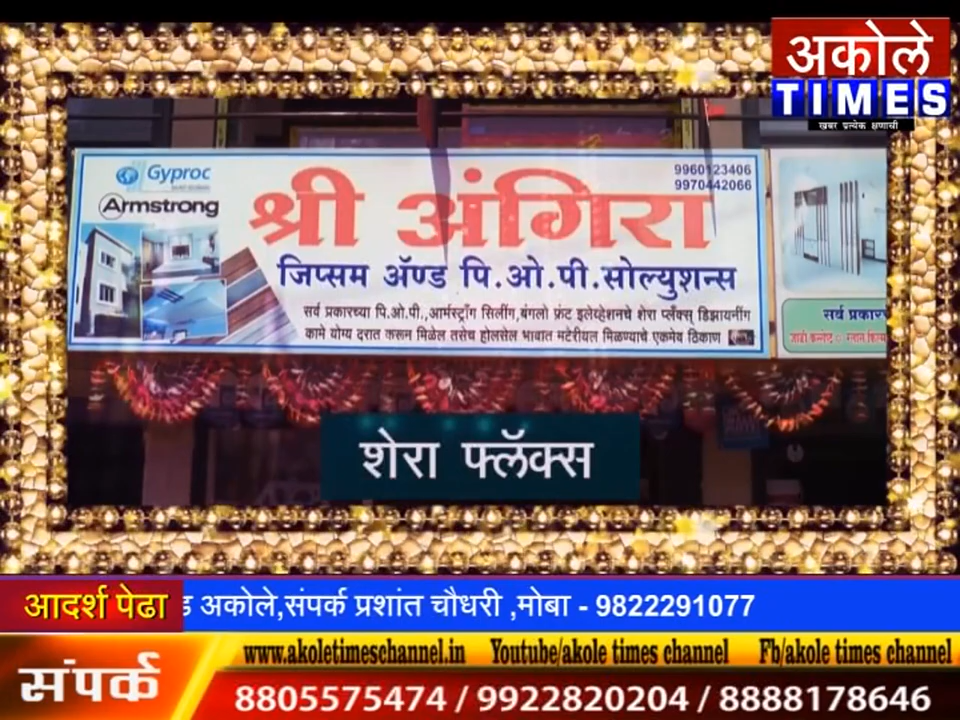 अकोले
TIMES
खबर प्रत्येक क्षणाची
Gyproc
Armstrong
9960123406
9970442066
श्री अंगिरा
जिप्सम ॲण्ड पि.ओ.पी.सोल्युशन्स
सर्व प्रकारच्या पि.ओ.पी.,आर्मस्ट्राँग सिलींग,बंगलो फ्रंट इलेव्हेशनचे शेरा प्लॅक्स् डिझायनींग
कामे योग्य दरात करून मिळेल तसेच होलसेल भावात मटेरीयल मिळण्याचे एकमेव ठिकाण
सर्व प्रकार
शेरा फ्लॅक्स
आदर्श पेढा
ड अकोले,संपर्क प्रशांत चौधरी ,मोबा - 9822291077
संपर्क
www.akoletimeschannel.in Youtube/akole times channel Fb/akole times channel
8805575474 / 9922820204 / 8888178646